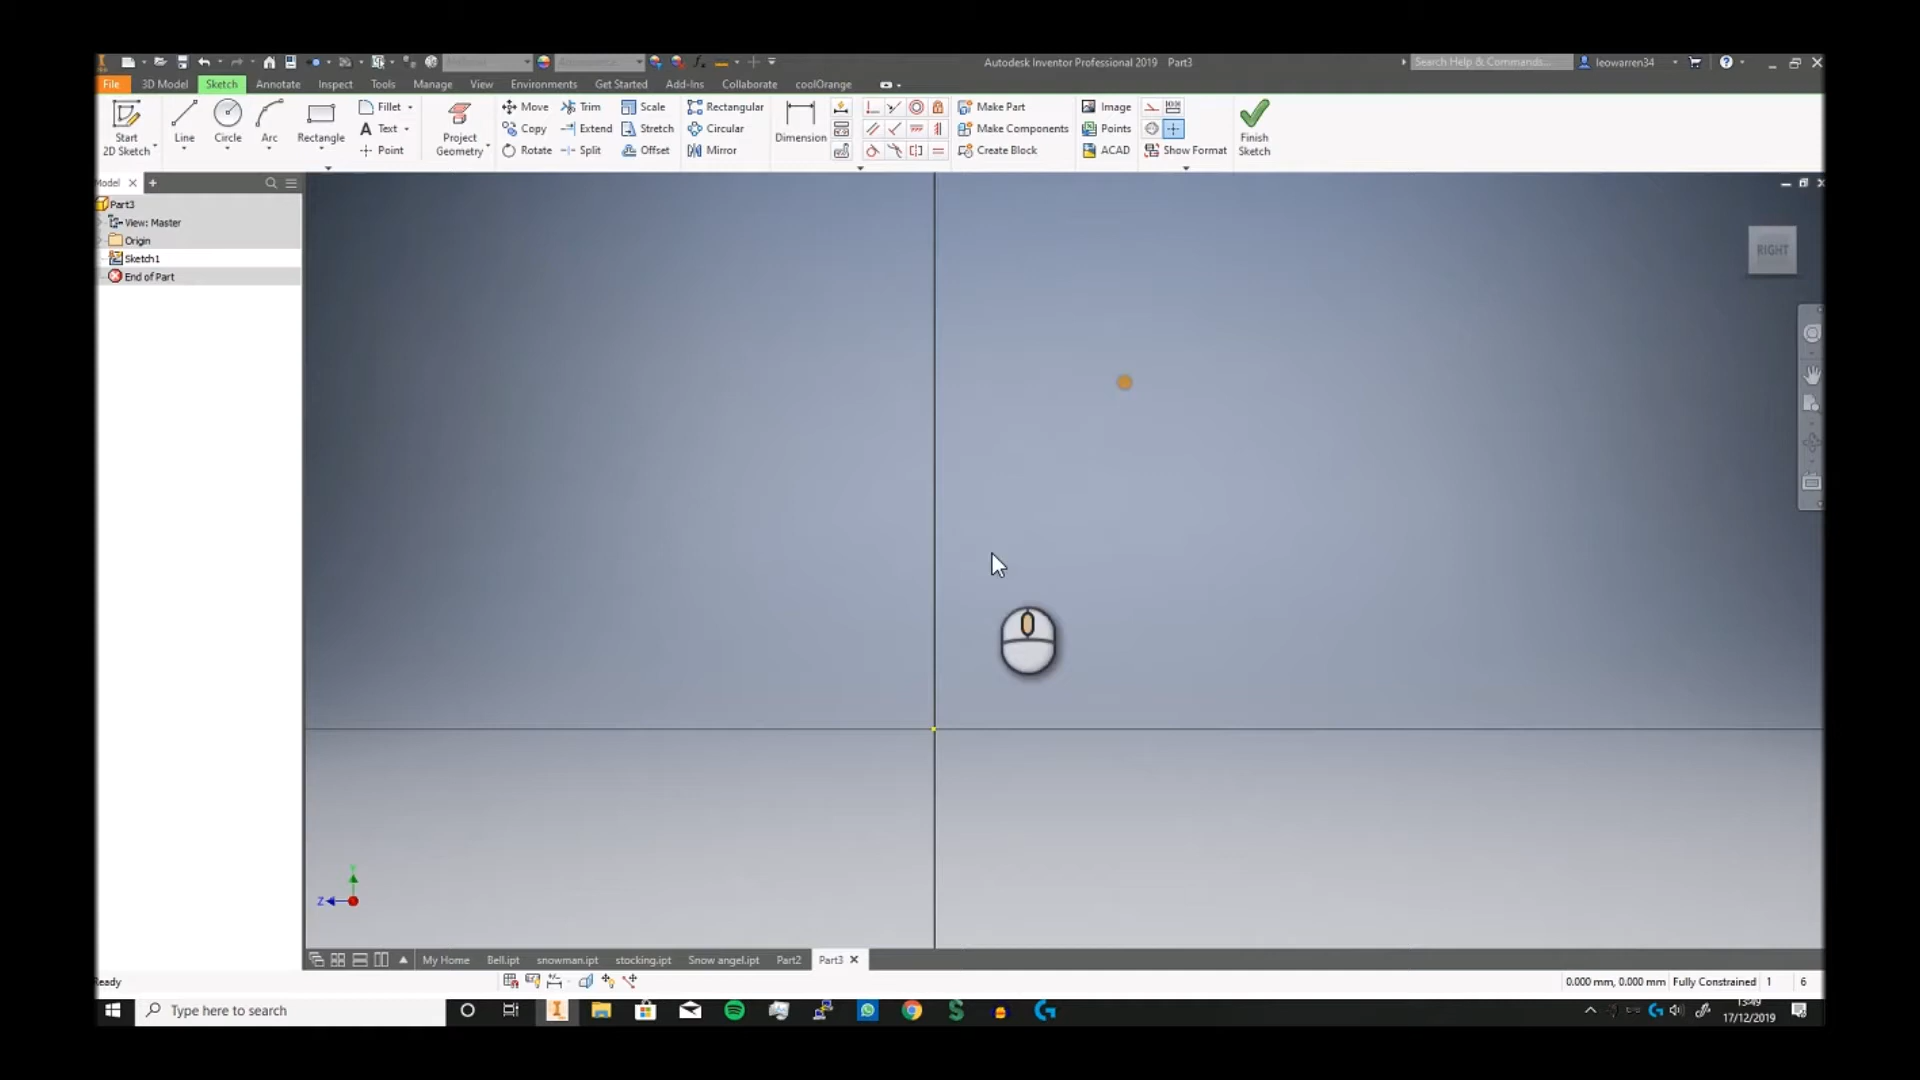 Autodesk Inventor Professional 2019 Part3
Search Help & Commands...
leowarren34
File 3D Model Sketch Annotate Inspect Tools Manage View Environments Get Started Add-Ins Collaborate coolOrange
Start
2D Sketch
Line
Circle
Arc
Rectangle
Fillet
Text
Point
Project
Geometry
Move
Copy
Rotate
Trim
Extend
Split
Scale
Stretch
Offset
Rectangular
Circular
Mirror
Dimension
Make Part
Make Components
Create Block
Image
Points
ACAD
Show Format
Finish
Sketch
Model
Part3
View: Master
Origin
Sketch1
End of Part
RIGHT
Y
Z
My Home Bell.ipt snowman.ipt stocking.ipt Snow angel.ipt Part2 Part3
Ready
0.000 mm, 0.000 mm Fully Constrained 1 6
Type here to search
13:49
17/12/2019